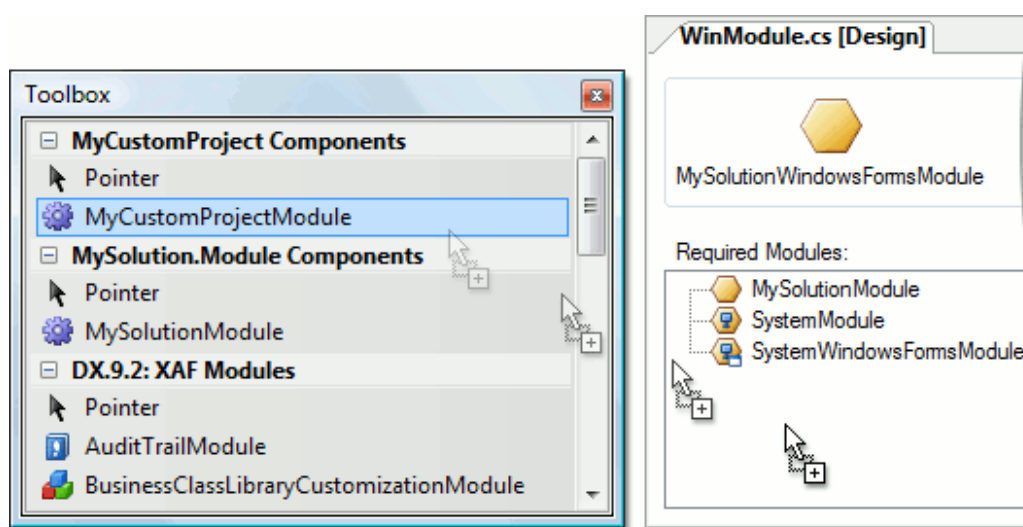 Toolbox
MyCustomProject Components
Pointer
MyCustomProjectModule
MySolution.Module Components
Pointer
MySolutionModule
DX.9.2: XAF Modules
Pointer
AuditTrailModule
BusinessClassLibraryCustomizationModule
WinModule.cs [Design]
MySolutionWindowsFormsModule
Required Modules:
MySolutionModule
SystemModule
SystemWindowsFormsModule